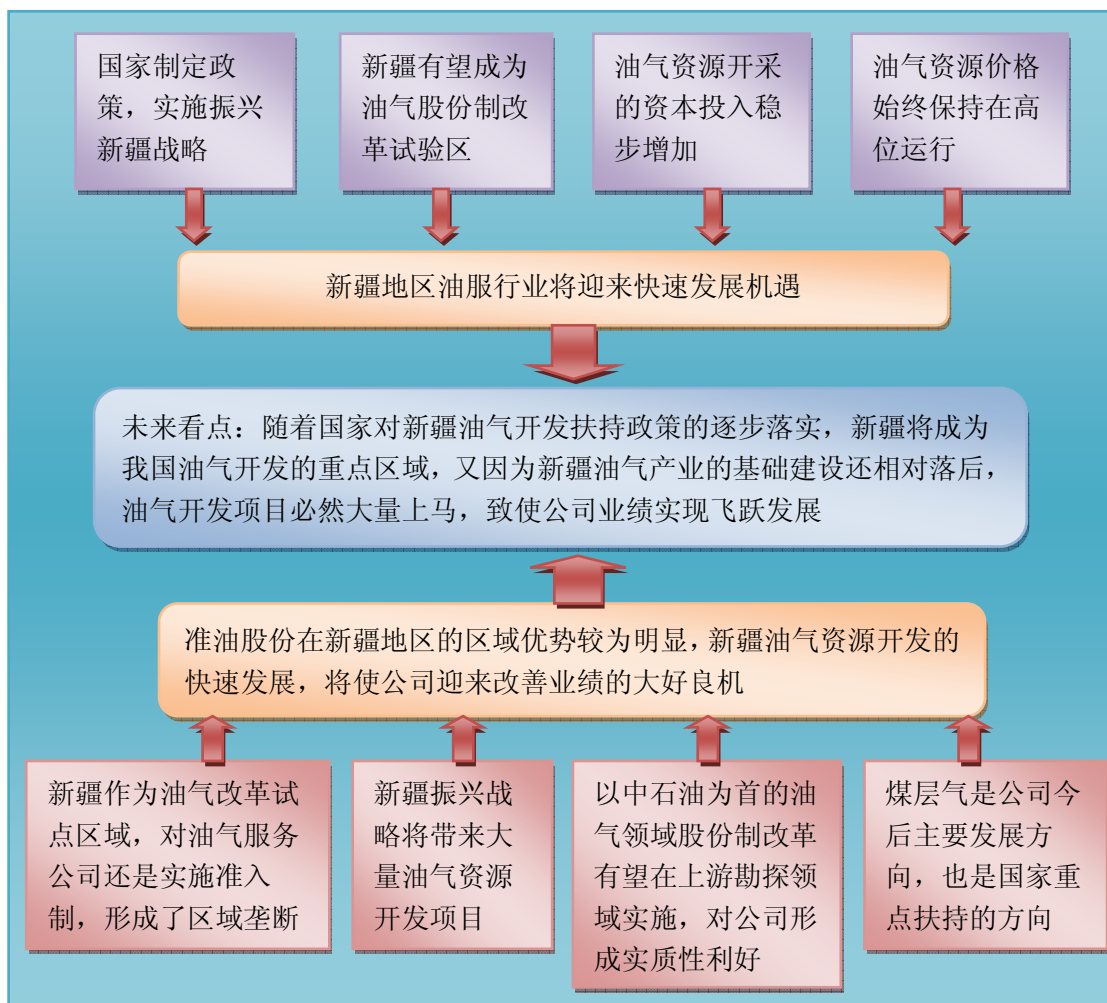 国家制定政
策，实施振兴
新疆战略
新疆有望成为
油气股份制改
革试验区
油气资源开采
的资本投入稳
步增加
油气资源价格
始终保持在高
位运行
新疆地区油服行业将迎来快速发展机遇
未来看点：随着国家对新疆油气开发扶持政策的逐步落实，新疆将成为
我国油气开发的重点区域，又因为新疆油气产业的基础建设还相对落后，
油气开发项目必然大量上马，致使公司业绩实现飞跃发展
准油股份在新疆地区的区域优势较为明显，新疆油气资源开发的
快速发展，将使公司迎来改善业绩的大好良机
新疆作为油气改革试
点区域，对油气服务
公司还是实施准入
制，形成了区域垄断
新疆振兴战
略将带来大
量油气资源
开发项目
以中石油为首的油
气领域股份制改革
有望在上游勘探领
域实施，对公司形
成实质性利好
煤层气是公司今
后主要发展方
向，也是国家重
点扶持的方向